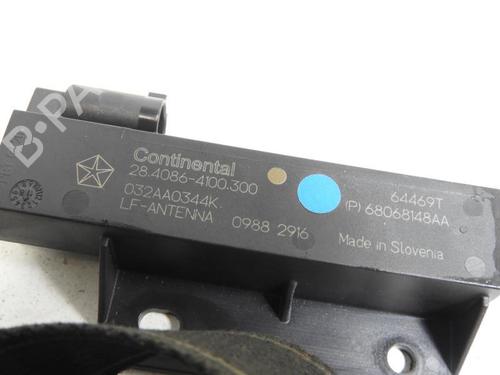 B-PA
Continental
28.4086-4100.300
032AA0344K
LF-ANTENNA 0988 2916
64469T
(P) 68068148AA
Made in Slovenia